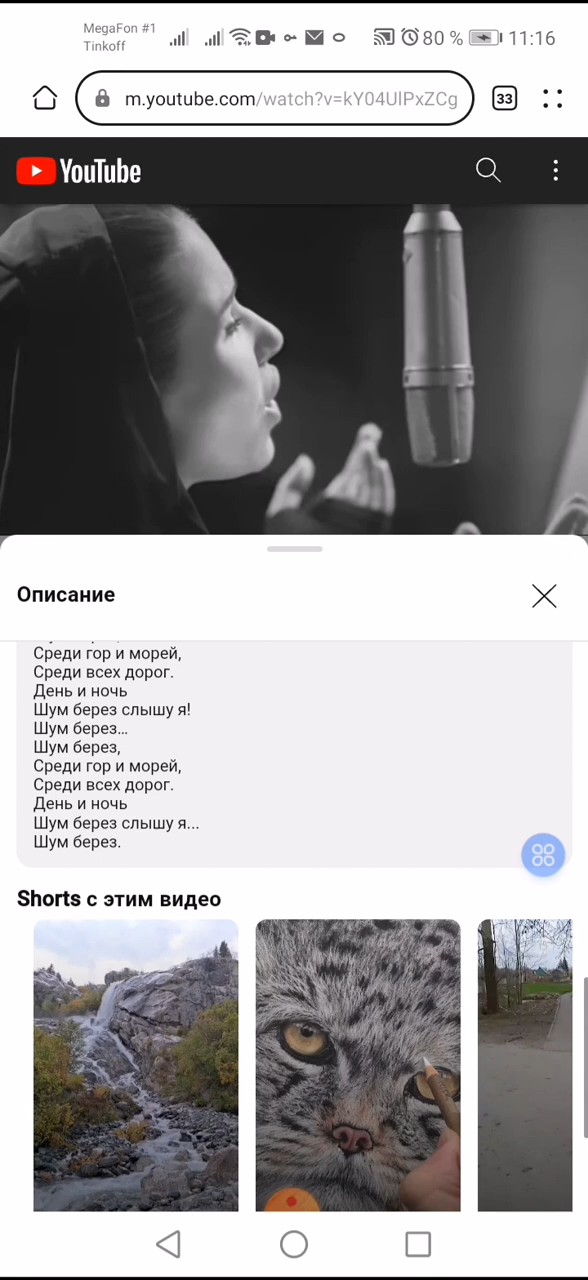 MegaFon #1
Tinkoff
80 % 11:16
m.youtube.com/watch?v=kY04UlPxZCg
33
YouTube
Описание
Среди гор и морей,
Среди всех дорог.
День и ночь
Шум берез слышу я!
Шум берез...
Шум берез,
Среди гор и морей,
Среди всех дорог.
День и ночь
Шум берез слышу я...
Шум берез.
Shorts с этим видео